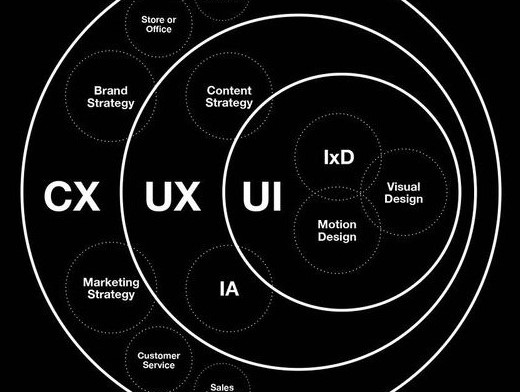 Store or
Office
Brand
Strategy
Content
Strategy
IxD
Visual
Design
CX
UX
UI
Motion
Design
Marketing
Strategy
IA
Customer
Service
Sales